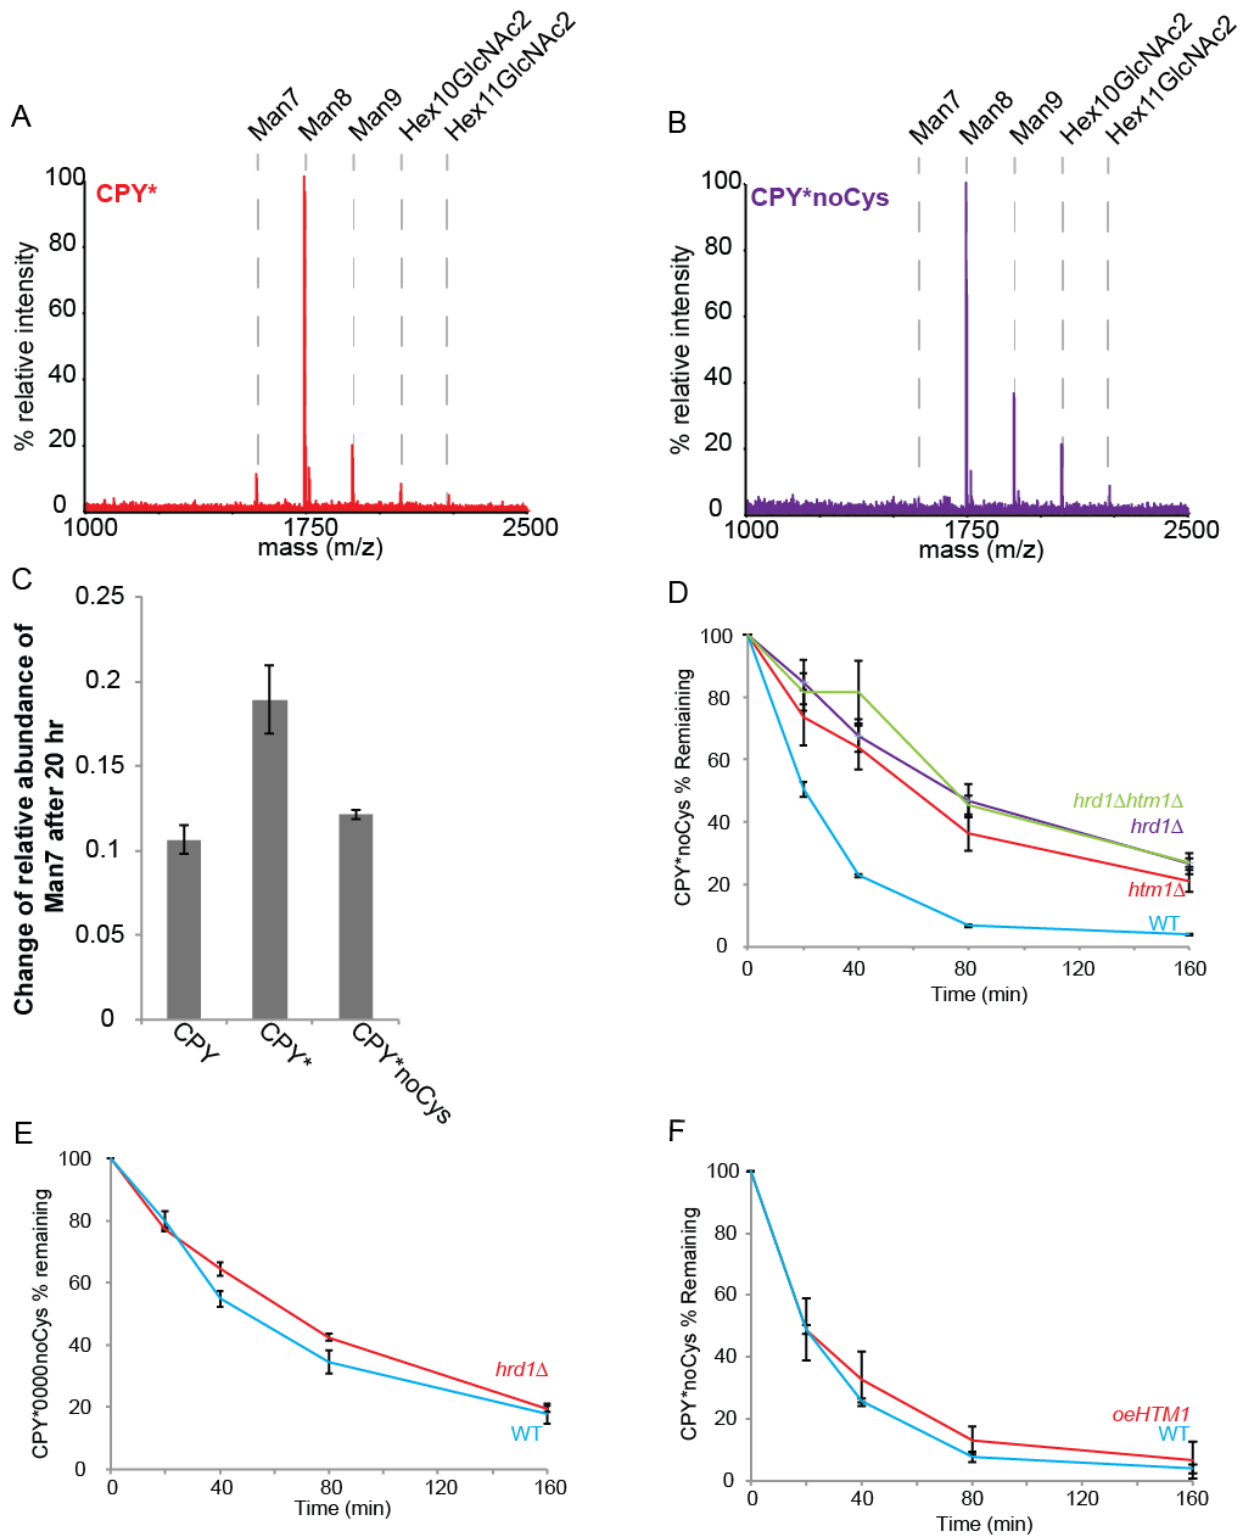 A
Man7
Man8
Man9
Hex10GlcNAc2
Hex11GlcNAc2
CPY*
% relative intensity
100
80
60
40
20
0
1000
1750
2500
mass (m/z)
B
Man7
Man8
Man9
Hex10GlcNAc2
Hex11GlcNAc2
CPY*noCys
% relative intensity
100
80
60
40
20
0
1000
1750
2500
mass (m/z)
C
Change of relative abundance of
Man7 after 20 hr
0.25
0.2
0.15
0.1
0.05
0
CPY
CPY*
CPY*noCys
D
CPY*noCys % Remaining
100
80
60
40
20
0
hrd1Δhtm1Δ
hrd1Δ
htm1Δ
WT
0
40
80
120
160
Time (min)
E
CPY*0000noCys % remaining
100
80
60
40
20
0
hrd1Δ
WT
0
40
80
120
160
Time (min)
F
CPY*noCys % Remaining
100
80
60
40
20
0
oeHTM1
WT
0
40
80
120
160
Time (min)